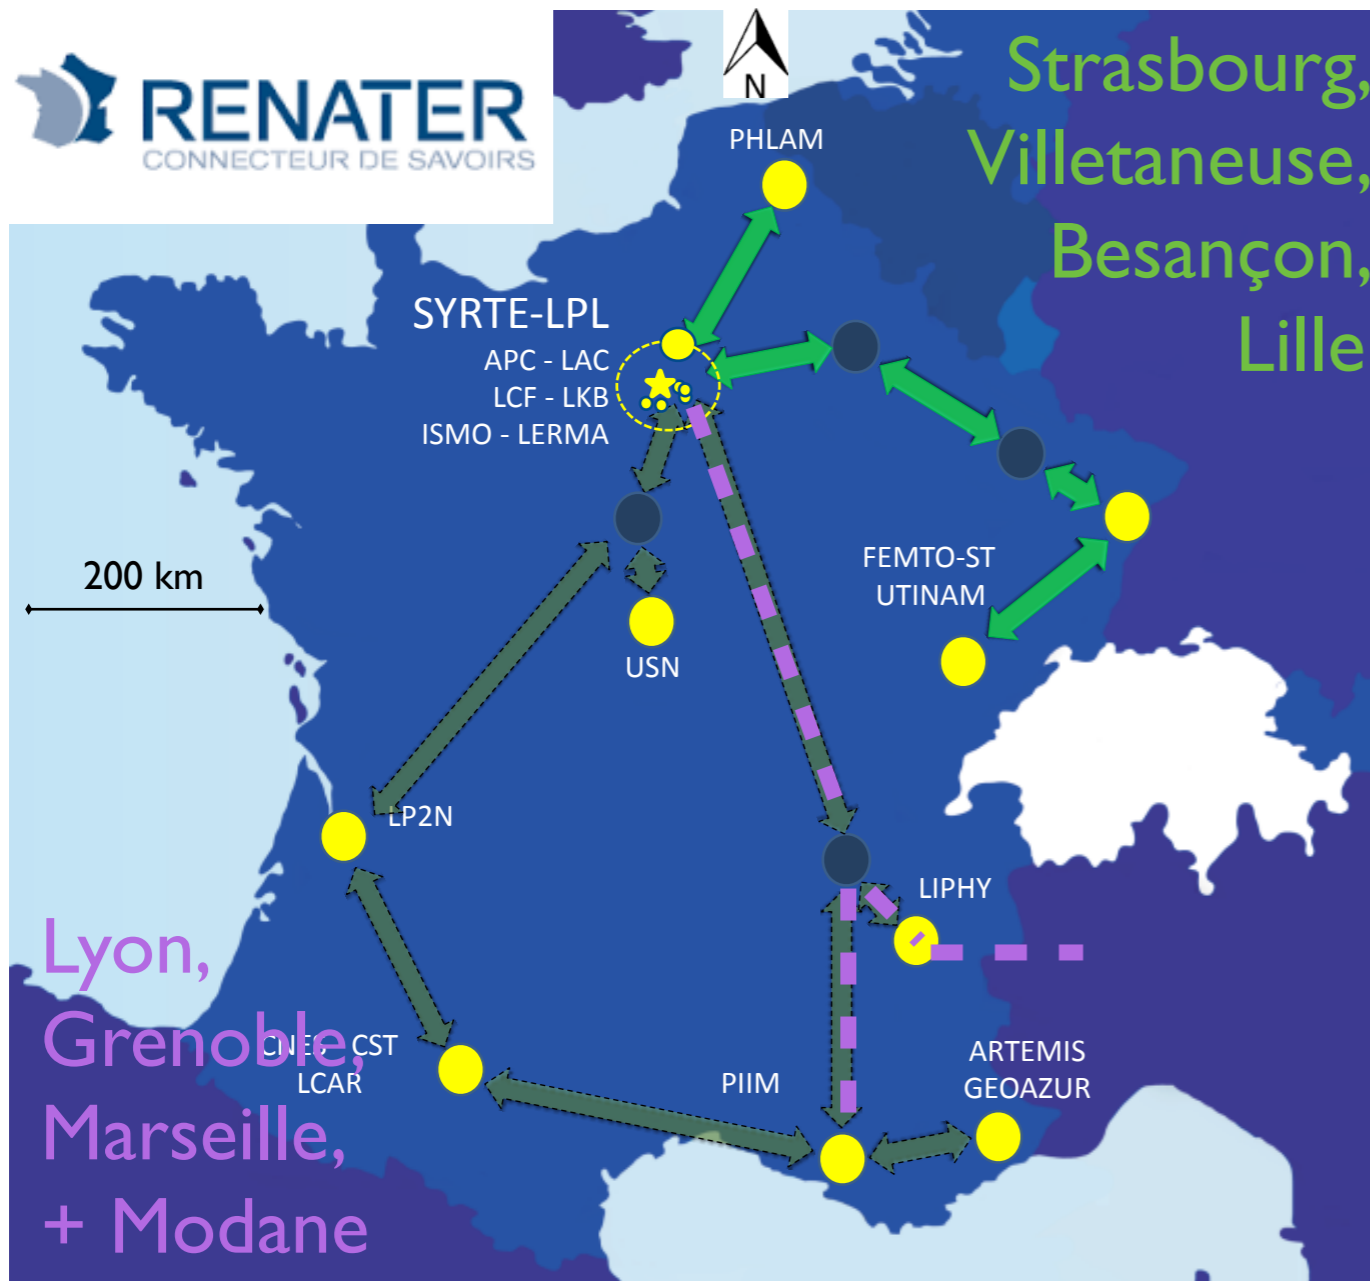 RENATER
CONNECTEUR DE SAVOIRS
N
Strasbourg,
Villetaneuse,
Besançon,
Lille
PHLAM
SYRTE-LPL
APC - LAC
LCF - LKB
ISMO - LERMA
200 km
FEMTO-ST
UTINAM
USN
LP2N
LIPHY
Lyon,
Grenoble,
Marseille,
+ Modane
CNES - CST
LCAR
PIIM
ARTEMIS
GEOAZUR